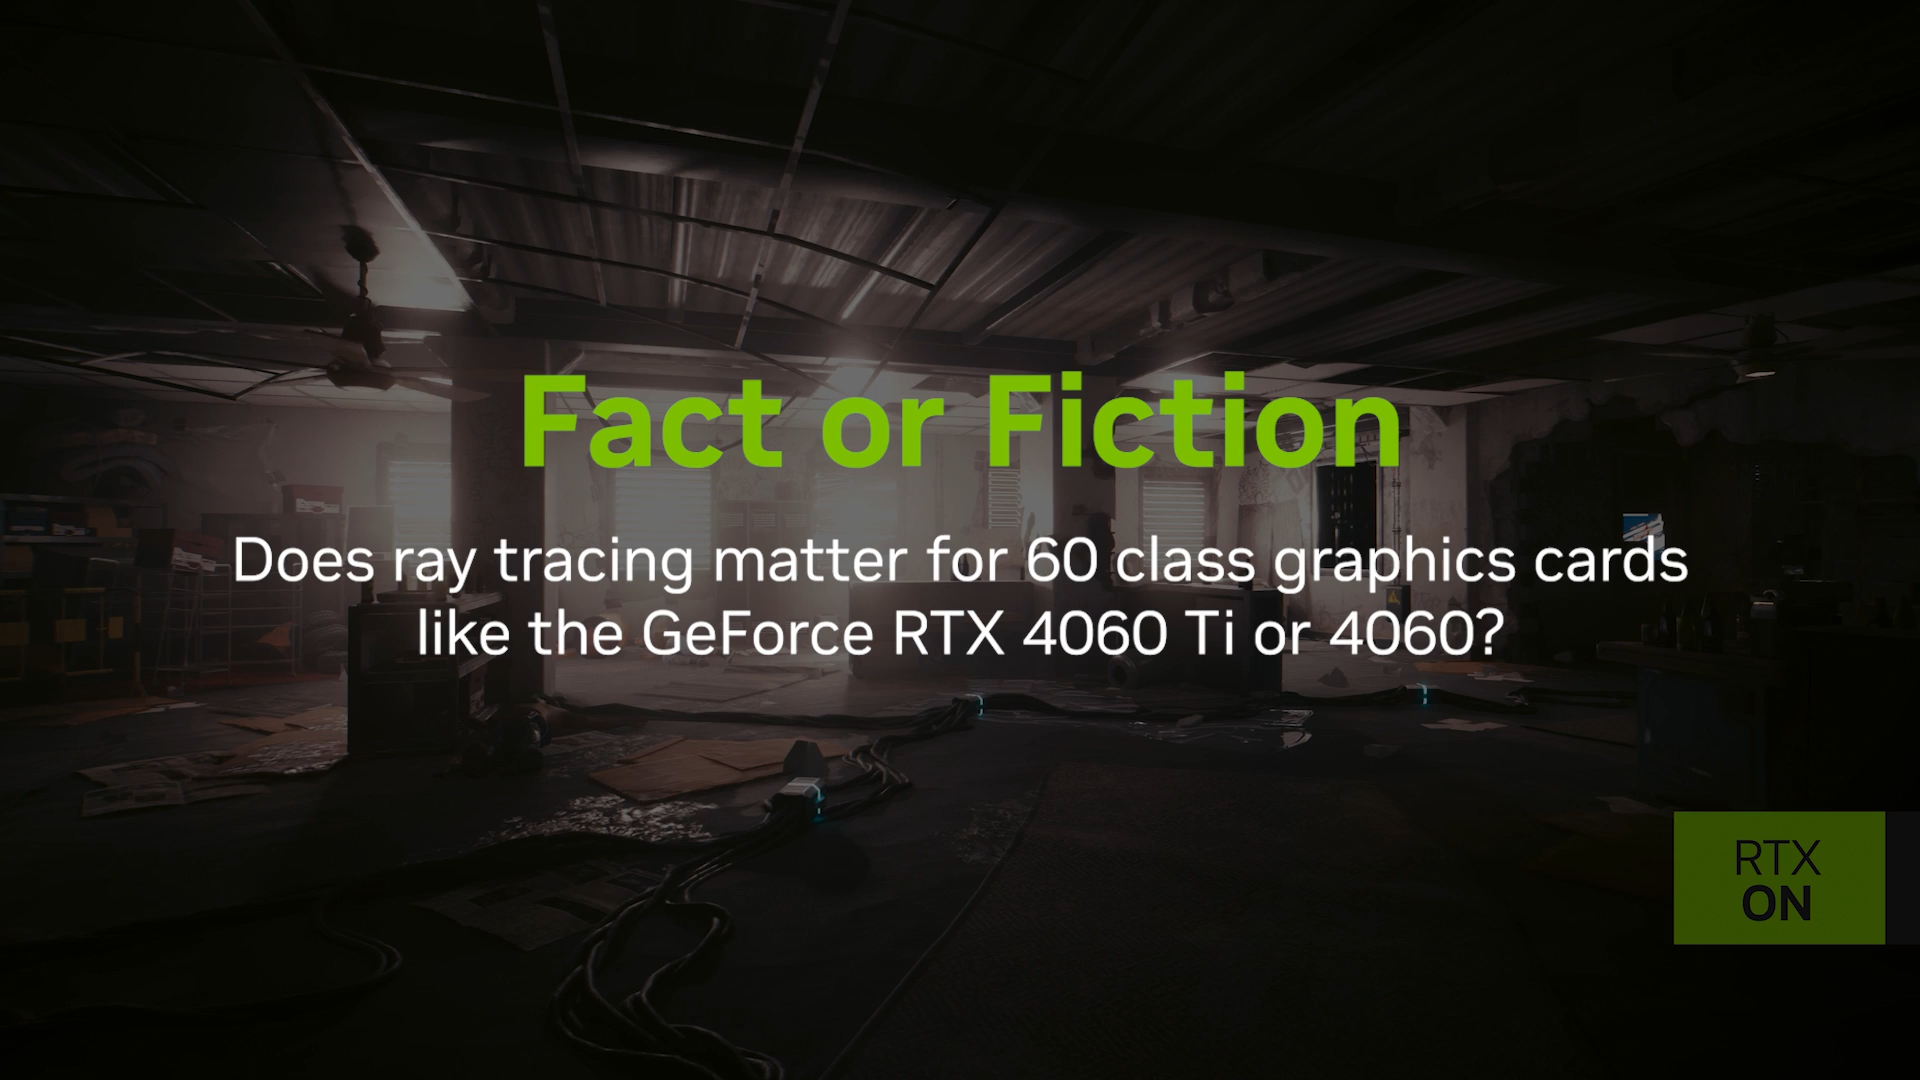 Fact or Fiction
Does ray tracing matter for 60 class graphics cards
like the GeForce RTX 4060 Ti or 4060?
RTX
ON